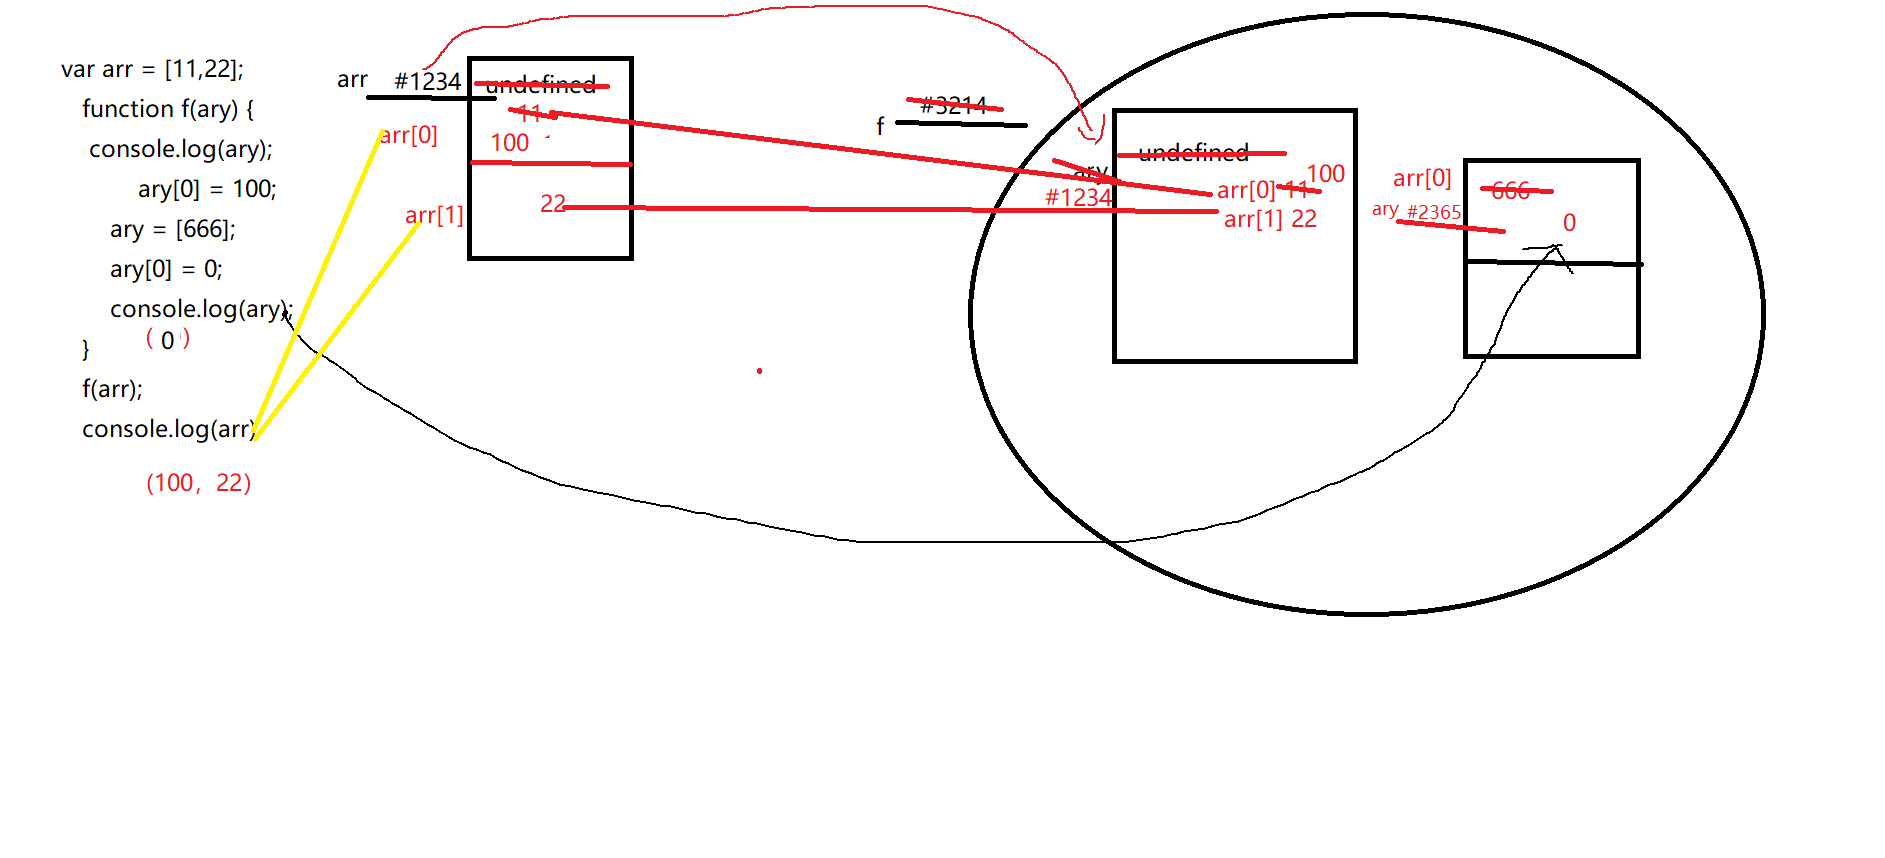 var arr = [11,22];
function f(ary) {
console.log(ary);
ary[0] = 100;
ary = [666];
ary[0] = 0;
console.log(ary);
( 0 )
}
f(arr);
console.log(arr)
(100，22)
arr #1234
undefined
11
arr[0]
100
arr[1]
22
#3214
f
undefined
ary
#1234
100
arr[0] 11
arr[1] 22
arr[0]
666
ary #2365
0